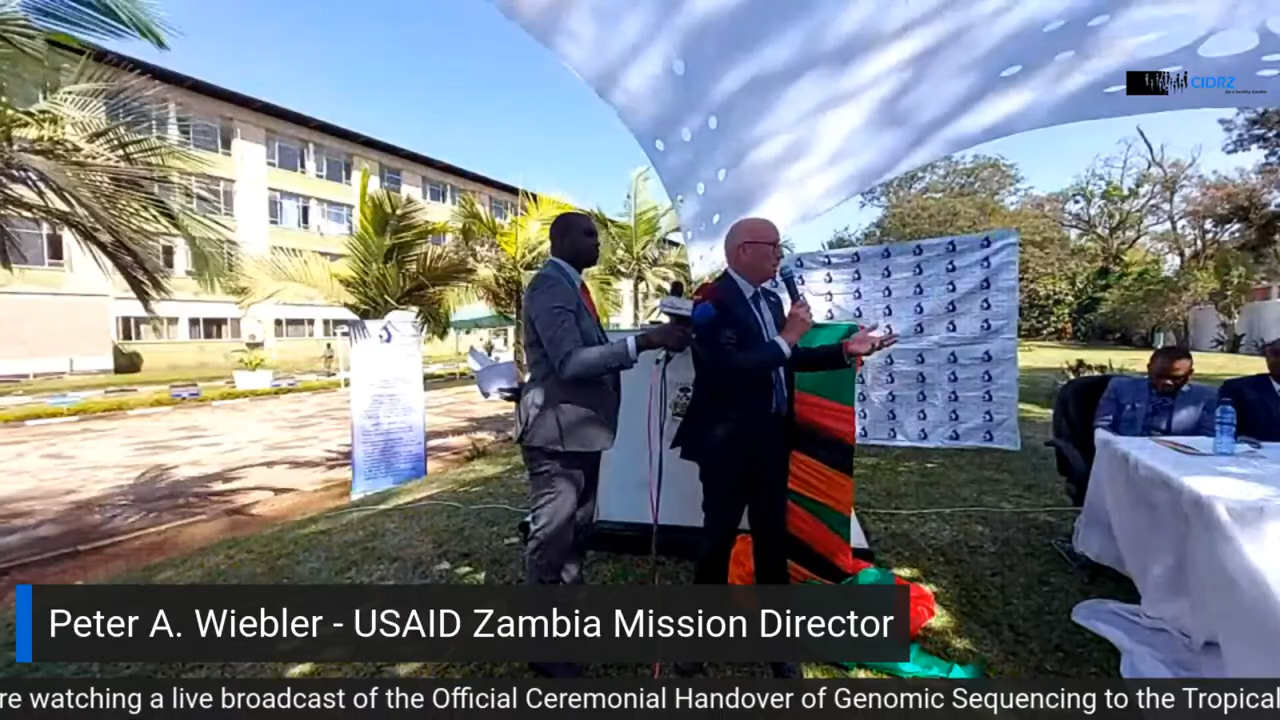 CIDRZ
Peter A. Wiebler - USAID Zambia Mission Director
re watching a live broadcast of the Official Ceremonial Handover of Genomic Sequencing to the Tropical